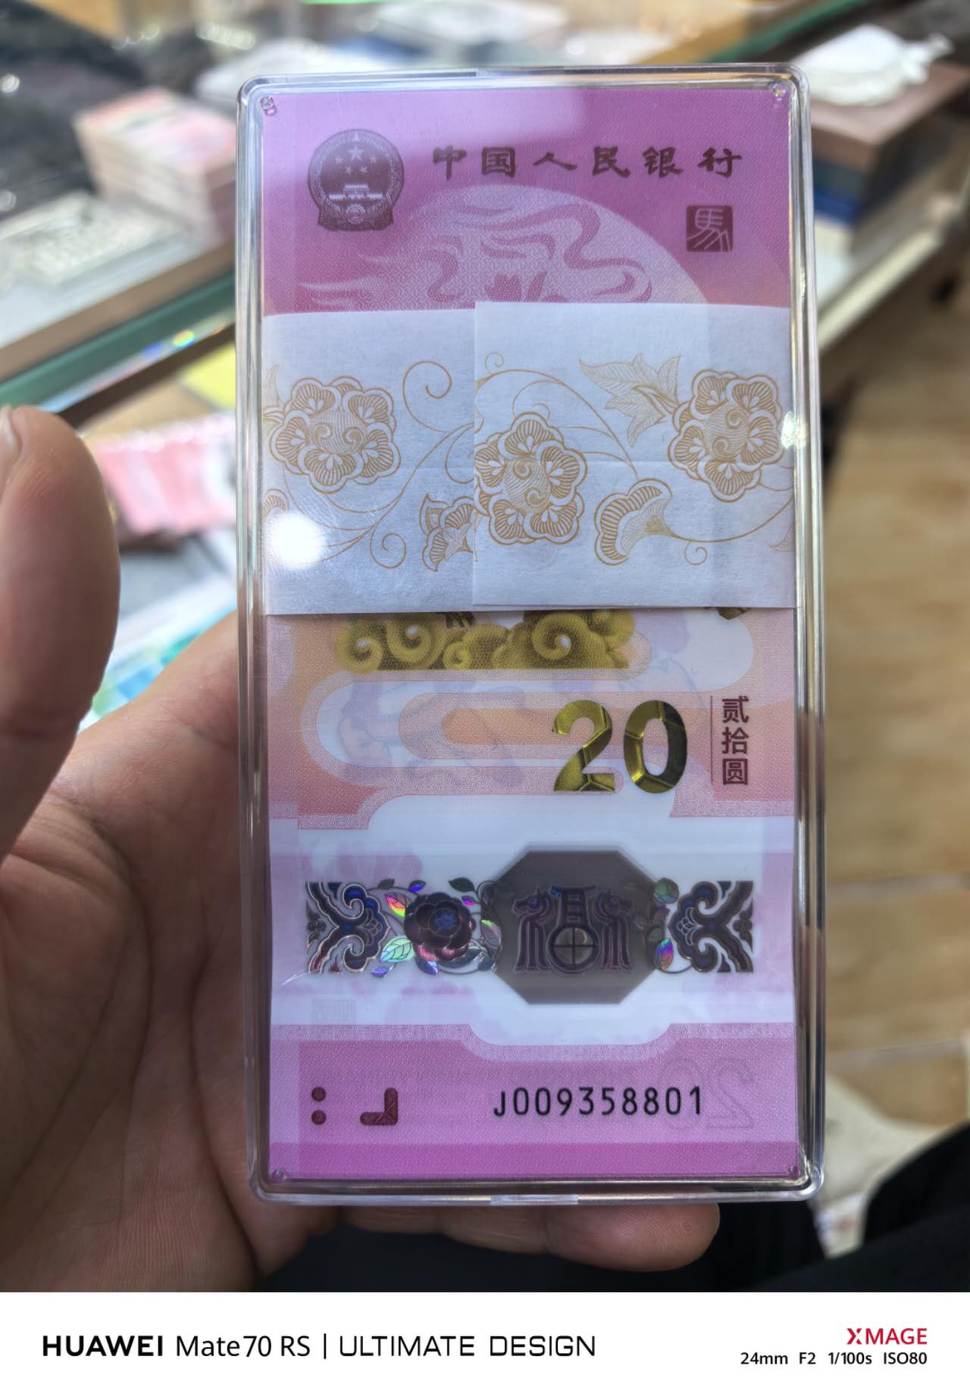 中国人民银行
馬
20
贰拾圆
福
J009358801
20
HUAWEI Mate70 RS | ULTIMATE DESIGN
XMAGE
24mm F2 1/100s ISO80